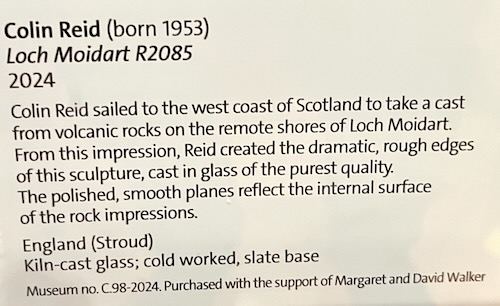 Colin Reid (born 1953)
Loch Moidart R2085
2024
Colin Reid sailed to the west coast of Scotland to take a cast
from volcanic rocks on the remote shores of Loch Moidart.
From this impression, Reid created the dramatic, rough edges
of this sculpture, cast in glass of the purest quality.
The polished, smooth planes reflect the internal surface
of the rock impressions.
England (Stroud)
Kiln-cast glass; cold worked, slate base
Museum no. C.98-2024. Purchased with the support of Margaret and David Walker